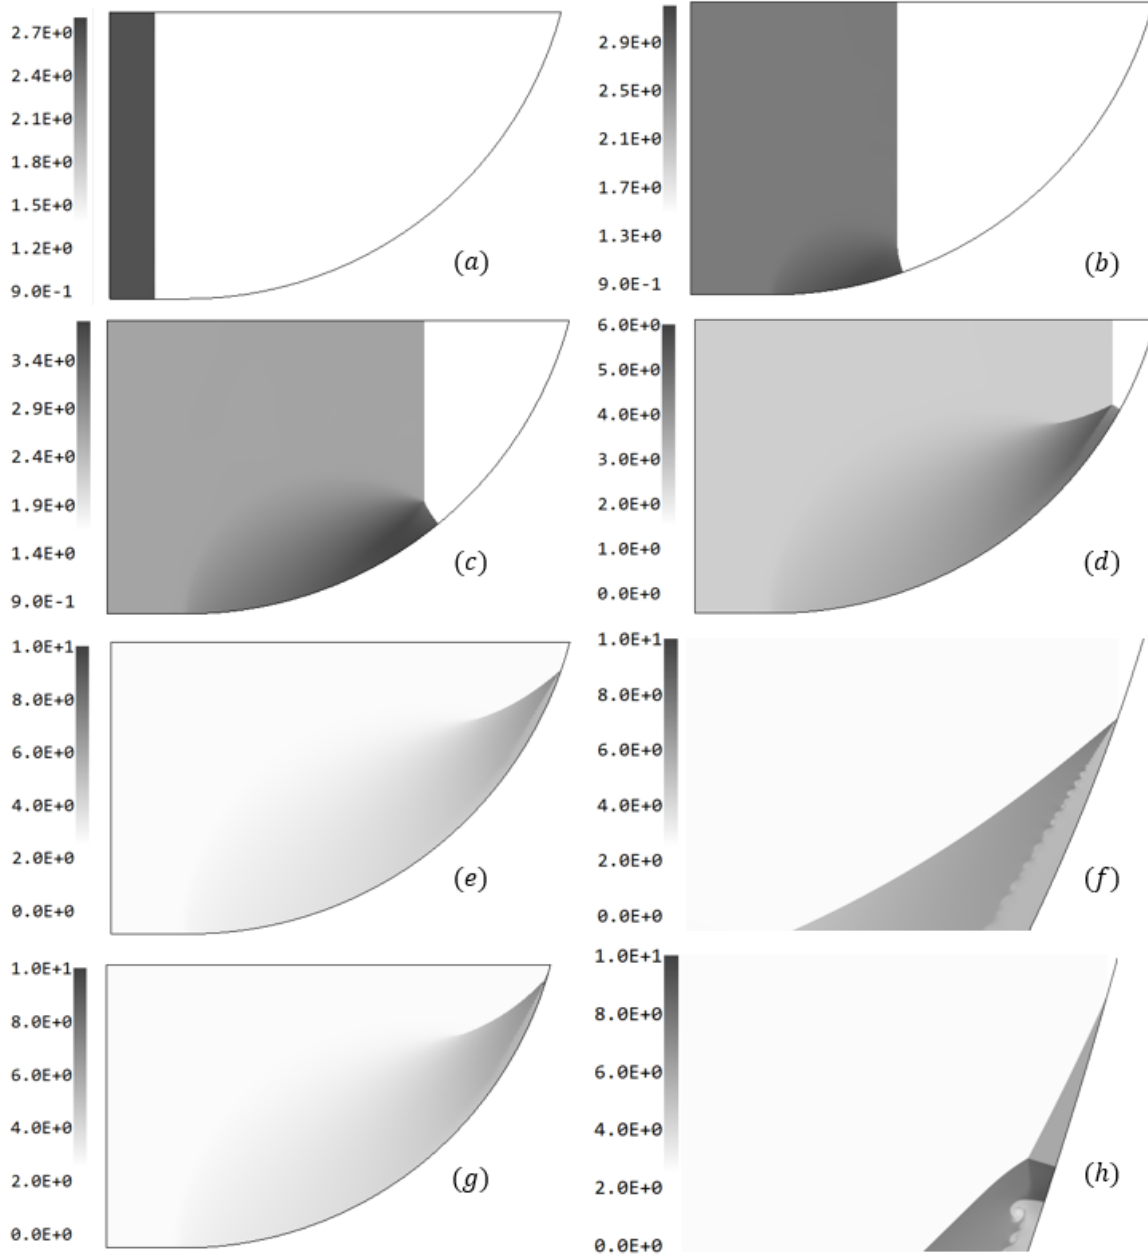 2.7E+0
2.4E+0
2.1E+0
1.8E+0
1.5E+0
1.2E+0
9.0E-1
(a)
2.9E+0
2.5E+0
2.1E+0
1.7E+0
1.3E+0
9.0E-1
(b)
3.4E+0
2.9E+0
2.4E+0
1.9E+0
1.4E+0
9.0E-1
(c)
6.0E+0
5.0E+0
4.0E+0
3.0E+0
2.0E+0
1.0E+0
0.0E+0
(d)
1.0E+1
8.0E+0
6.0E+0
4.0E+0
2.0E+0
0.0E+0
(e)
1.0E+1
8.0E+0
6.0E+0
4.0E+0
2.0E+0
0.0E+0
(f)
1.0E+1
8.0E+0
6.0E+0
4.0E+0
2.0E+0
0.0E+0
(g)
1.0E+1
8.0E+0
6.0E+0
4.0E+0
2.0E+0
0.0E+0
(h)